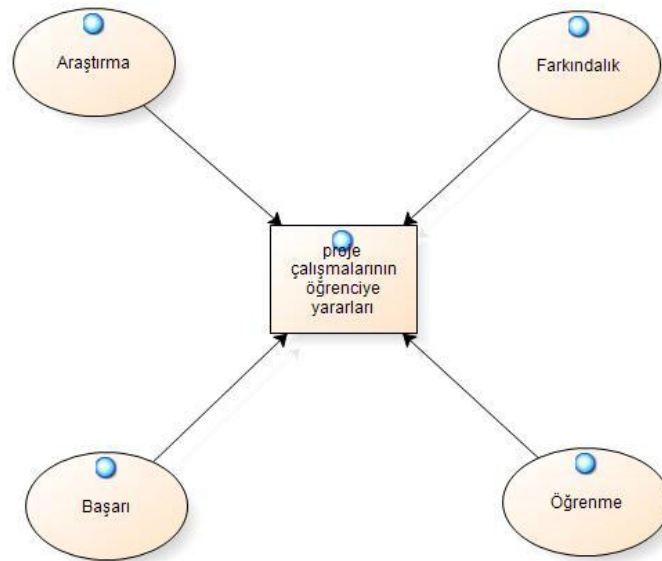 Araştırma
Farkındalık
proje
çalışmalarının
öğrenciye
yararları
Başarı
Öğrenme